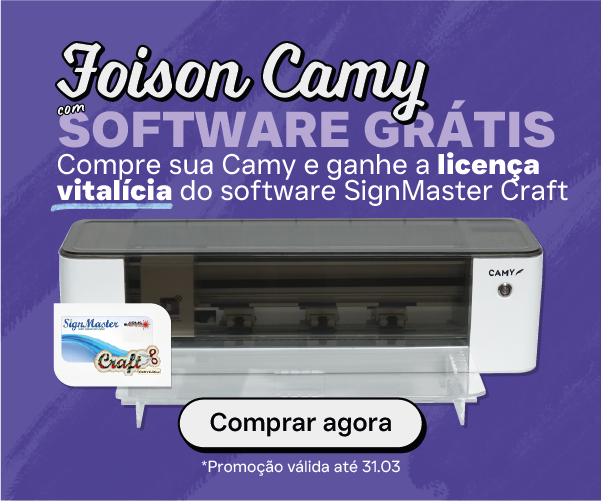 Foison Camy
com
SOFTWARE GRÁTIS
Compre sua Camy e ganhe a licença
vitalícia do software SignMaster Craft
CAMY
SignMaster
Craft
Comprar agora
*Promoção válida até 31.03